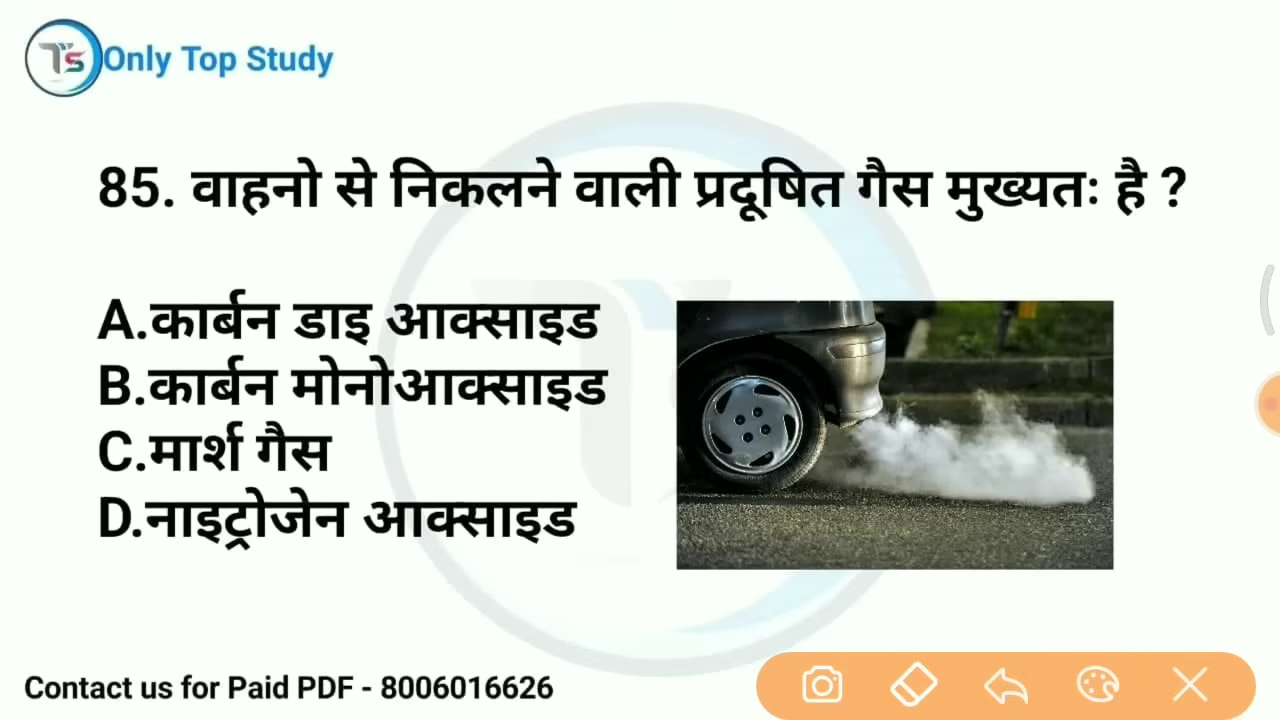 TS Only Top Study
85. वाहनो से निकलने वाली प्रदूषित गैस मुख्यतः है ?
A.कार्बन डाइ आक्साइड
B.कार्बन मोनोआक्साइड
C.मार्श गैस
D.नाइट्रोजेन आक्साइड
Contact us for Paid PDF - 8006016626